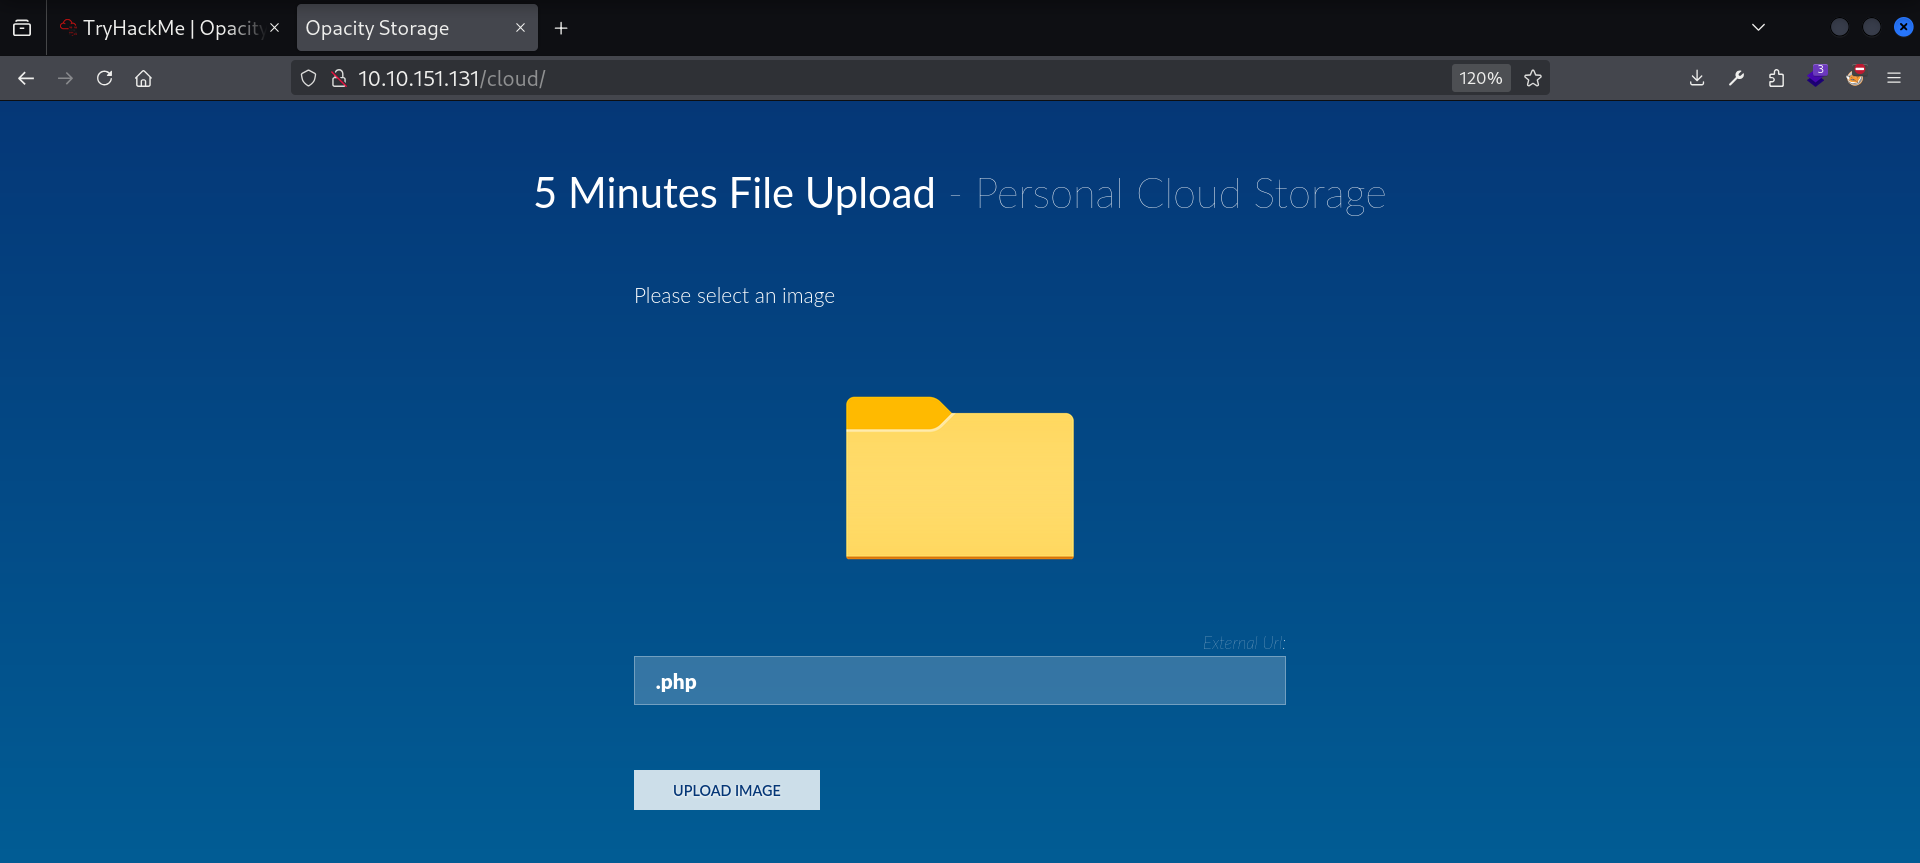 TryHackMe | Opacity
Opacity Storage
10.10.151.131/cloud/
120%
3
5 Minutes File Upload - Personal Cloud Storage
Please select an image
External Url:
.php
UPLOAD IMAGE